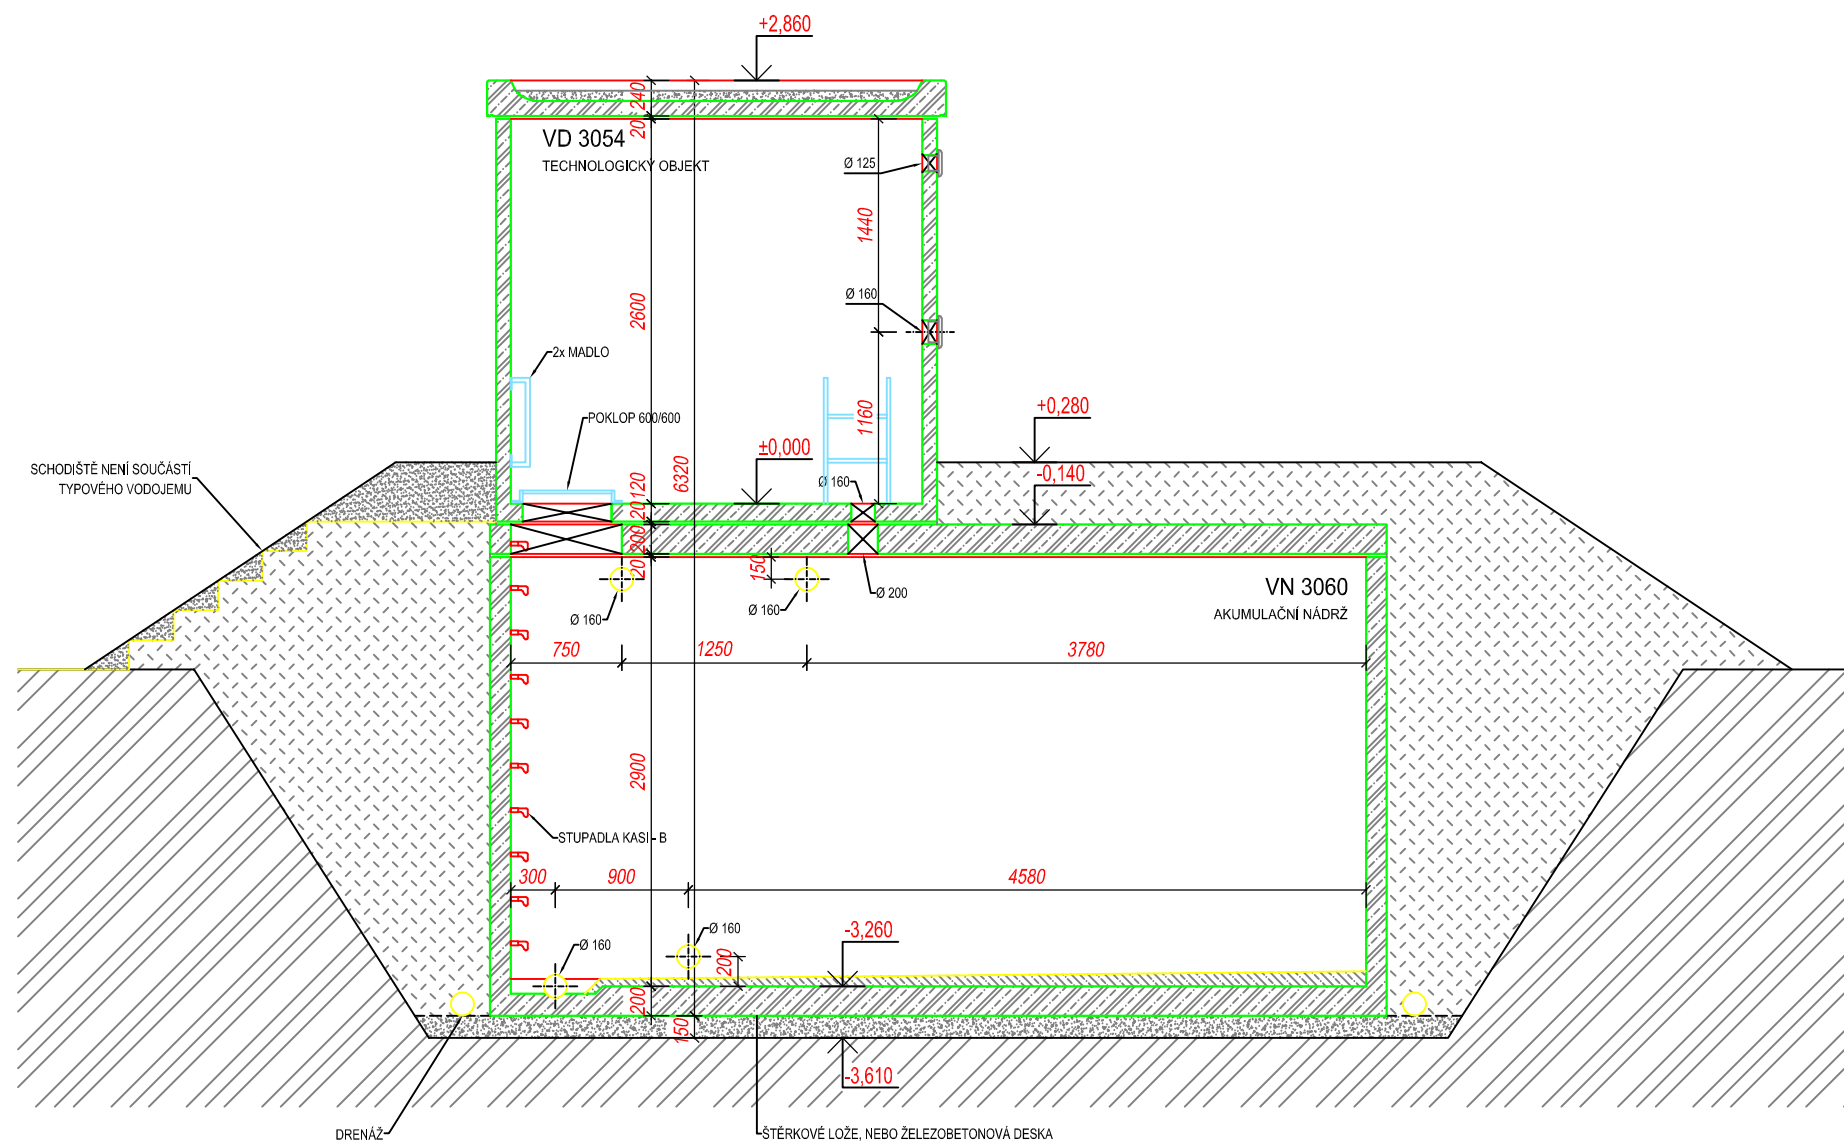 +2,860
240
20
VD 3054
TECHNOLOGICKÝ OBJEKT
Ø 125
1440
Ø 160
2600
2x MADLO
POKLOP 600/600
1160
+0,280
±0,000
-0,140
SCHODIŠTĚ NENÍ SOUČÁSTÍ
TYPOVÉHO VODOJEMU
6320
120
Ø 160
20
200
20
150
VN 3060
AKUMULAČNÍ NÁDRŽ
Ø 160
Ø 160
Ø 200
750
1250
3780
2900
STUPADLA KASI - B
300
900
4580
Ø 160
Ø 160
-3,260
200
200
150
-3,610
DRENÁŽ
ŠTĚRKOVÉ LOŽE, NEBO ŽELEZOBETONOVÁ DESKA